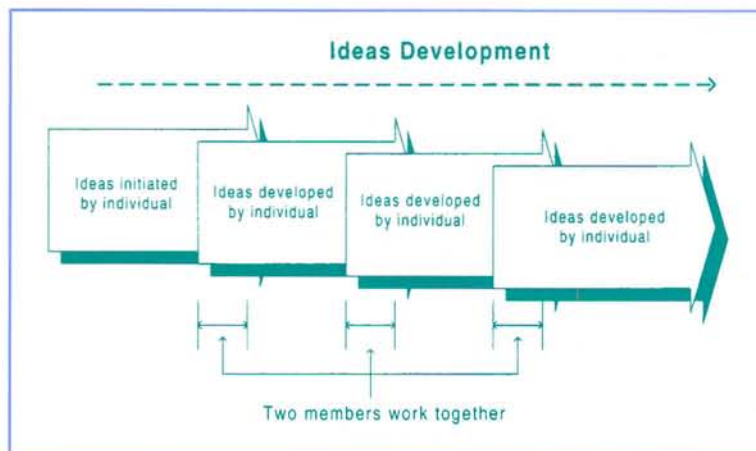 Ideas Development
Ideas initiated
by individual
Ideas developed
by individual
Ideas developed
by individual
Ideas developed
by individual
Two members work together